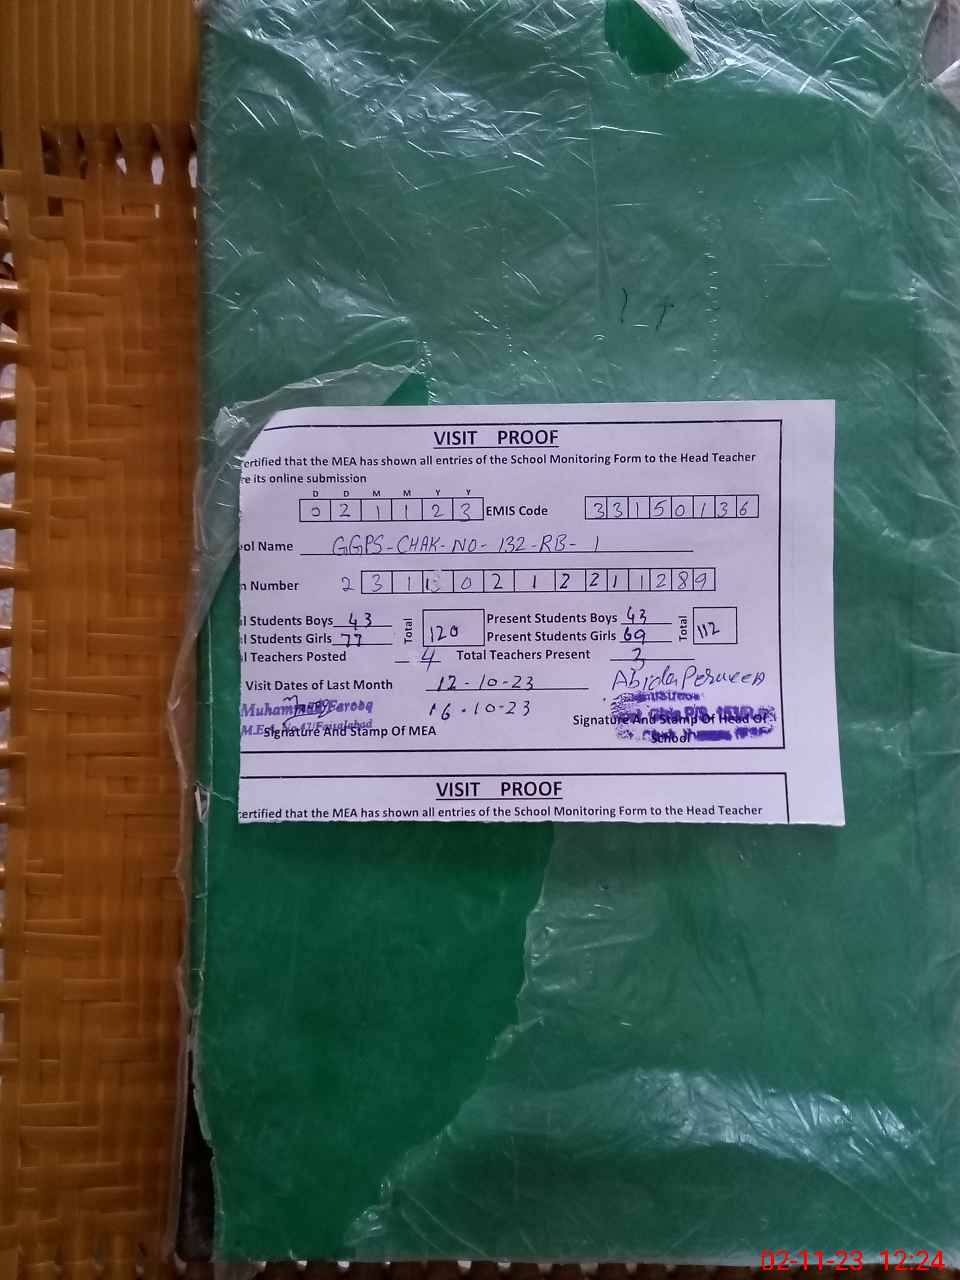 VISIT PROOF
ertified that the MEA has shown all entries of the School Monitoring Form to the Head Teacher
re its online submission
D D M M Y Y
0 2 1 1 2 3 EMIS Code 3 3 1 5 0 1 3 6
ol Name GGPS-CHAK-NO-132-RB-1
n Number 2 3 1 1 0 2 1 2 2 1 1 2 8 9
l Students Boys 43 Total 120 Present Students Boys 43 Total 112
l Students Girls 77 Present Students Girls 69
l Teachers Posted 4 Total Teachers Present 3
Visit Dates of Last Month 12-10-23 Abida Perveen
Muhammad Farooq 16.10-23
Signature And Stamp Of MEA Signature And Stamp Of Head Of
School
VISIT PROOF
certified that the MEA has shown all entries of the School Monitoring Form to the Head Teacher
02-11-23 12:24